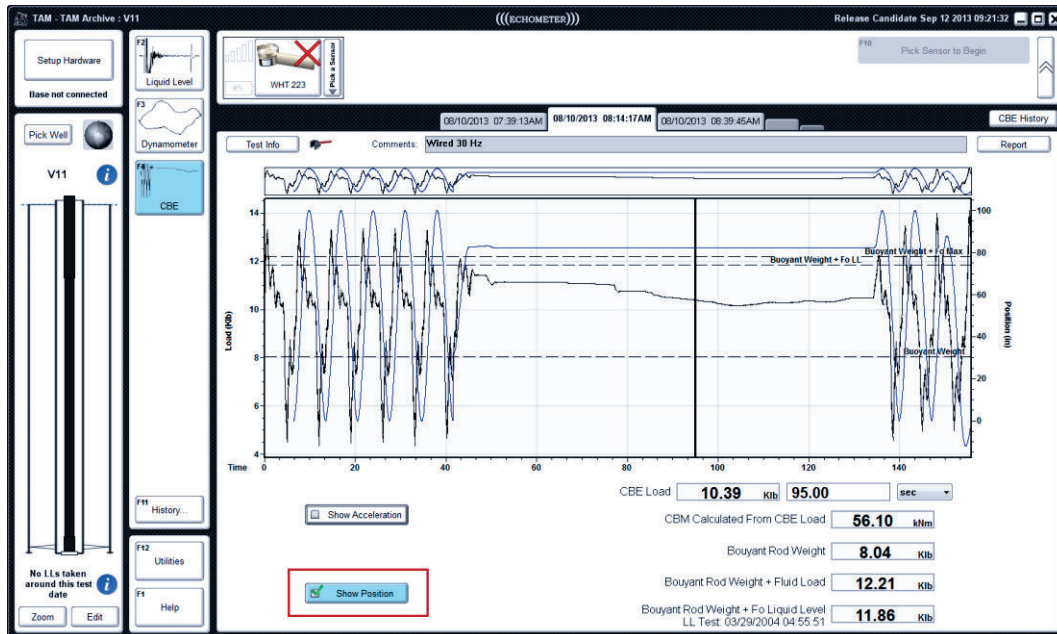 TAM - TAM Archive : V11
(((ECHOMETER)))
Release Candidate Sep 12 2013 09:21:32
Setup Hardware
Base not connected
Pick Well
V11
No LLs taken
around this test
date
Zoom
Edit
F2
Liquid Level
F3
Dynamometer
F4
CBE
F11
History...
F12
Utilities
F1
Help
0%
WHT 223
Pick a Sensor
F10
Pick Sensor to Begin
08/10/2013 07:39:13AM
08/10/2013 08:14:17AM
08/10/2013 08:39:45AM
CBE History
Test Info
Comments:
Wired 30 Hz
Report
Load (Klb)
14
12
10
8
6
4
Buoyant Weight + Fo Max
Buoyant Weight + Fo LL
Buoyant Weight
100
80
60
40
20
0
Position (in)
Time
0
20
40
60
80
100
120
140
CBE Load
10.39
Klb
95.00
sec
Show Acceleration
CBM Calculated From CBE Load
56.10
kNm
Bouyant Rod Weight
8.04
Klb
Show Position
Bouyant Rod Weight + Fluid Load
12.21
Klb
Bouyant Rod Weight + Fo Liquid Level
LL Test: 03/29/2004 04:55:51
11.86
Klb